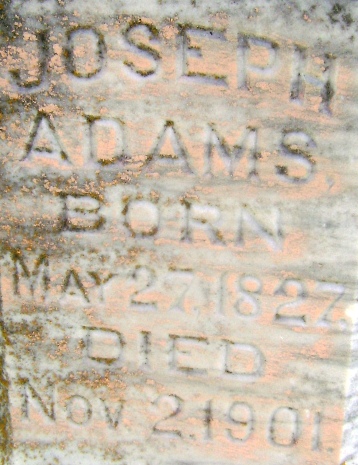 JOSEPH
ADAMS,
BORN
MAY 27, 1827.
DIED
NOV 2, 1901.